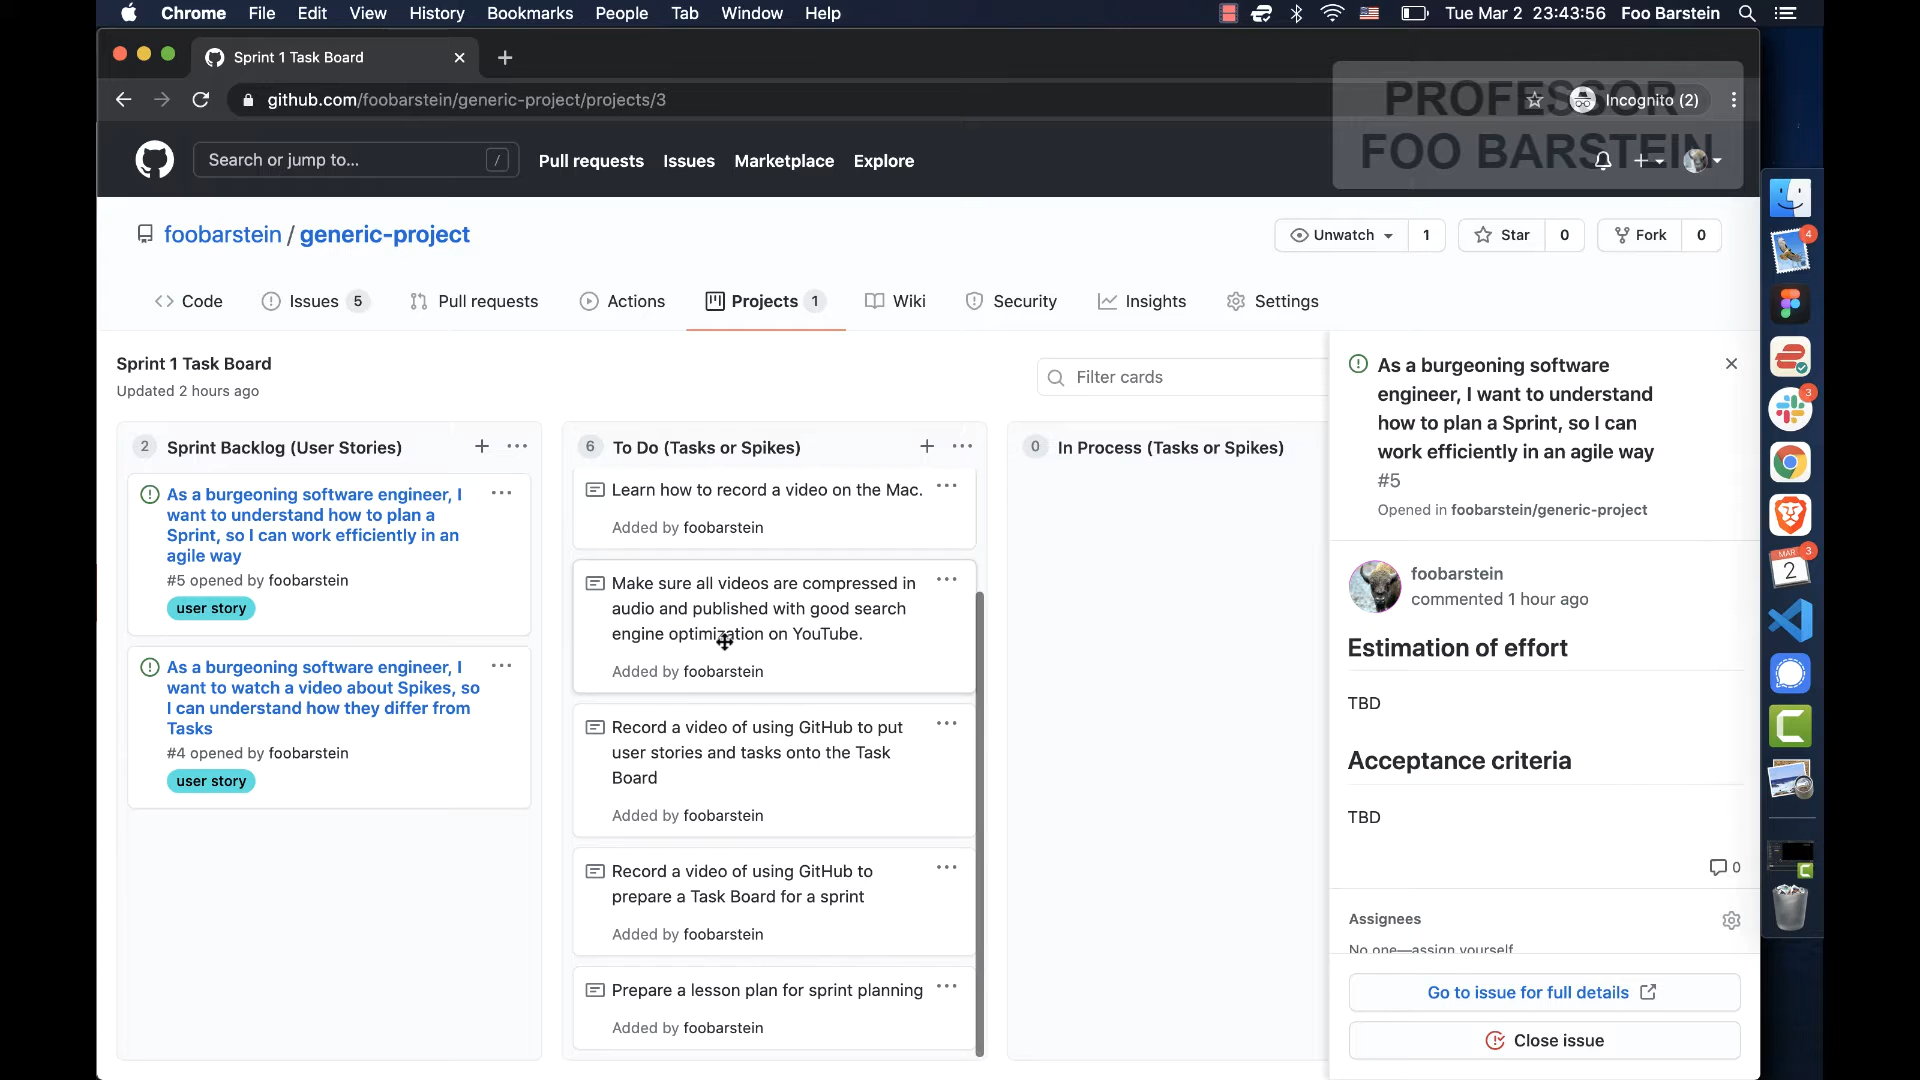 Chrome File Edit View History Bookmarks People Tab Window Help
Tue Mar 2 23:43:56 Foo Barstein
Sprint 1 Task Board
github.com/foobarstein/generic-project/projects/3
Incognito (2)
PROFESSOR
FOO BARSTEIN
Search or jump to... /
Pull requests Issues Marketplace Explore
foobarstein / generic-project
Unwatch 1 Star 0 Fork 0
Code Issues 5 Pull requests Actions Projects 1 Wiki Security Insights Settings
Sprint 1 Task Board
Updated 2 hours ago
Filter cards
2 Sprint Backlog (User Stories)
As a burgeoning software engineer, I
want to understand how to plan a
Sprint, so I can work efficiently in an
agile way
#5 opened by foobarstein
user story
As a burgeoning software engineer, I
want to watch a video about Spikes, so
I can understand how they differ from
Tasks
#4 opened by foobarstein
user story
6 To Do (Tasks or Spikes)
Learn how to record a video on the Mac.
Added by foobarstein
Make sure all videos are compressed in
audio and published with good search
engine optimization on YouTube.
Added by foobarstein
Record a video of using GitHub to put
user stories and tasks onto the Task
Board
Added by foobarstein
Record a video of using GitHub to
prepare a Task Board for a sprint
Added by foobarstein
Prepare a lesson plan for sprint planning
Added by foobarstein
0 In Process (Tasks or Spikes)
As a burgeoning software
engineer, I want to understand
how to plan a Sprint, so I can
work efficiently in an agile way
#5
Opened in foobarstein/generic-project
foobarstein
commented 1 hour ago
Estimation of effort
TBD
Acceptance criteria
TBD
0
Assignees
No one—assign yourself
Go to issue for full details
Close issue
4
3
MAR 3
2